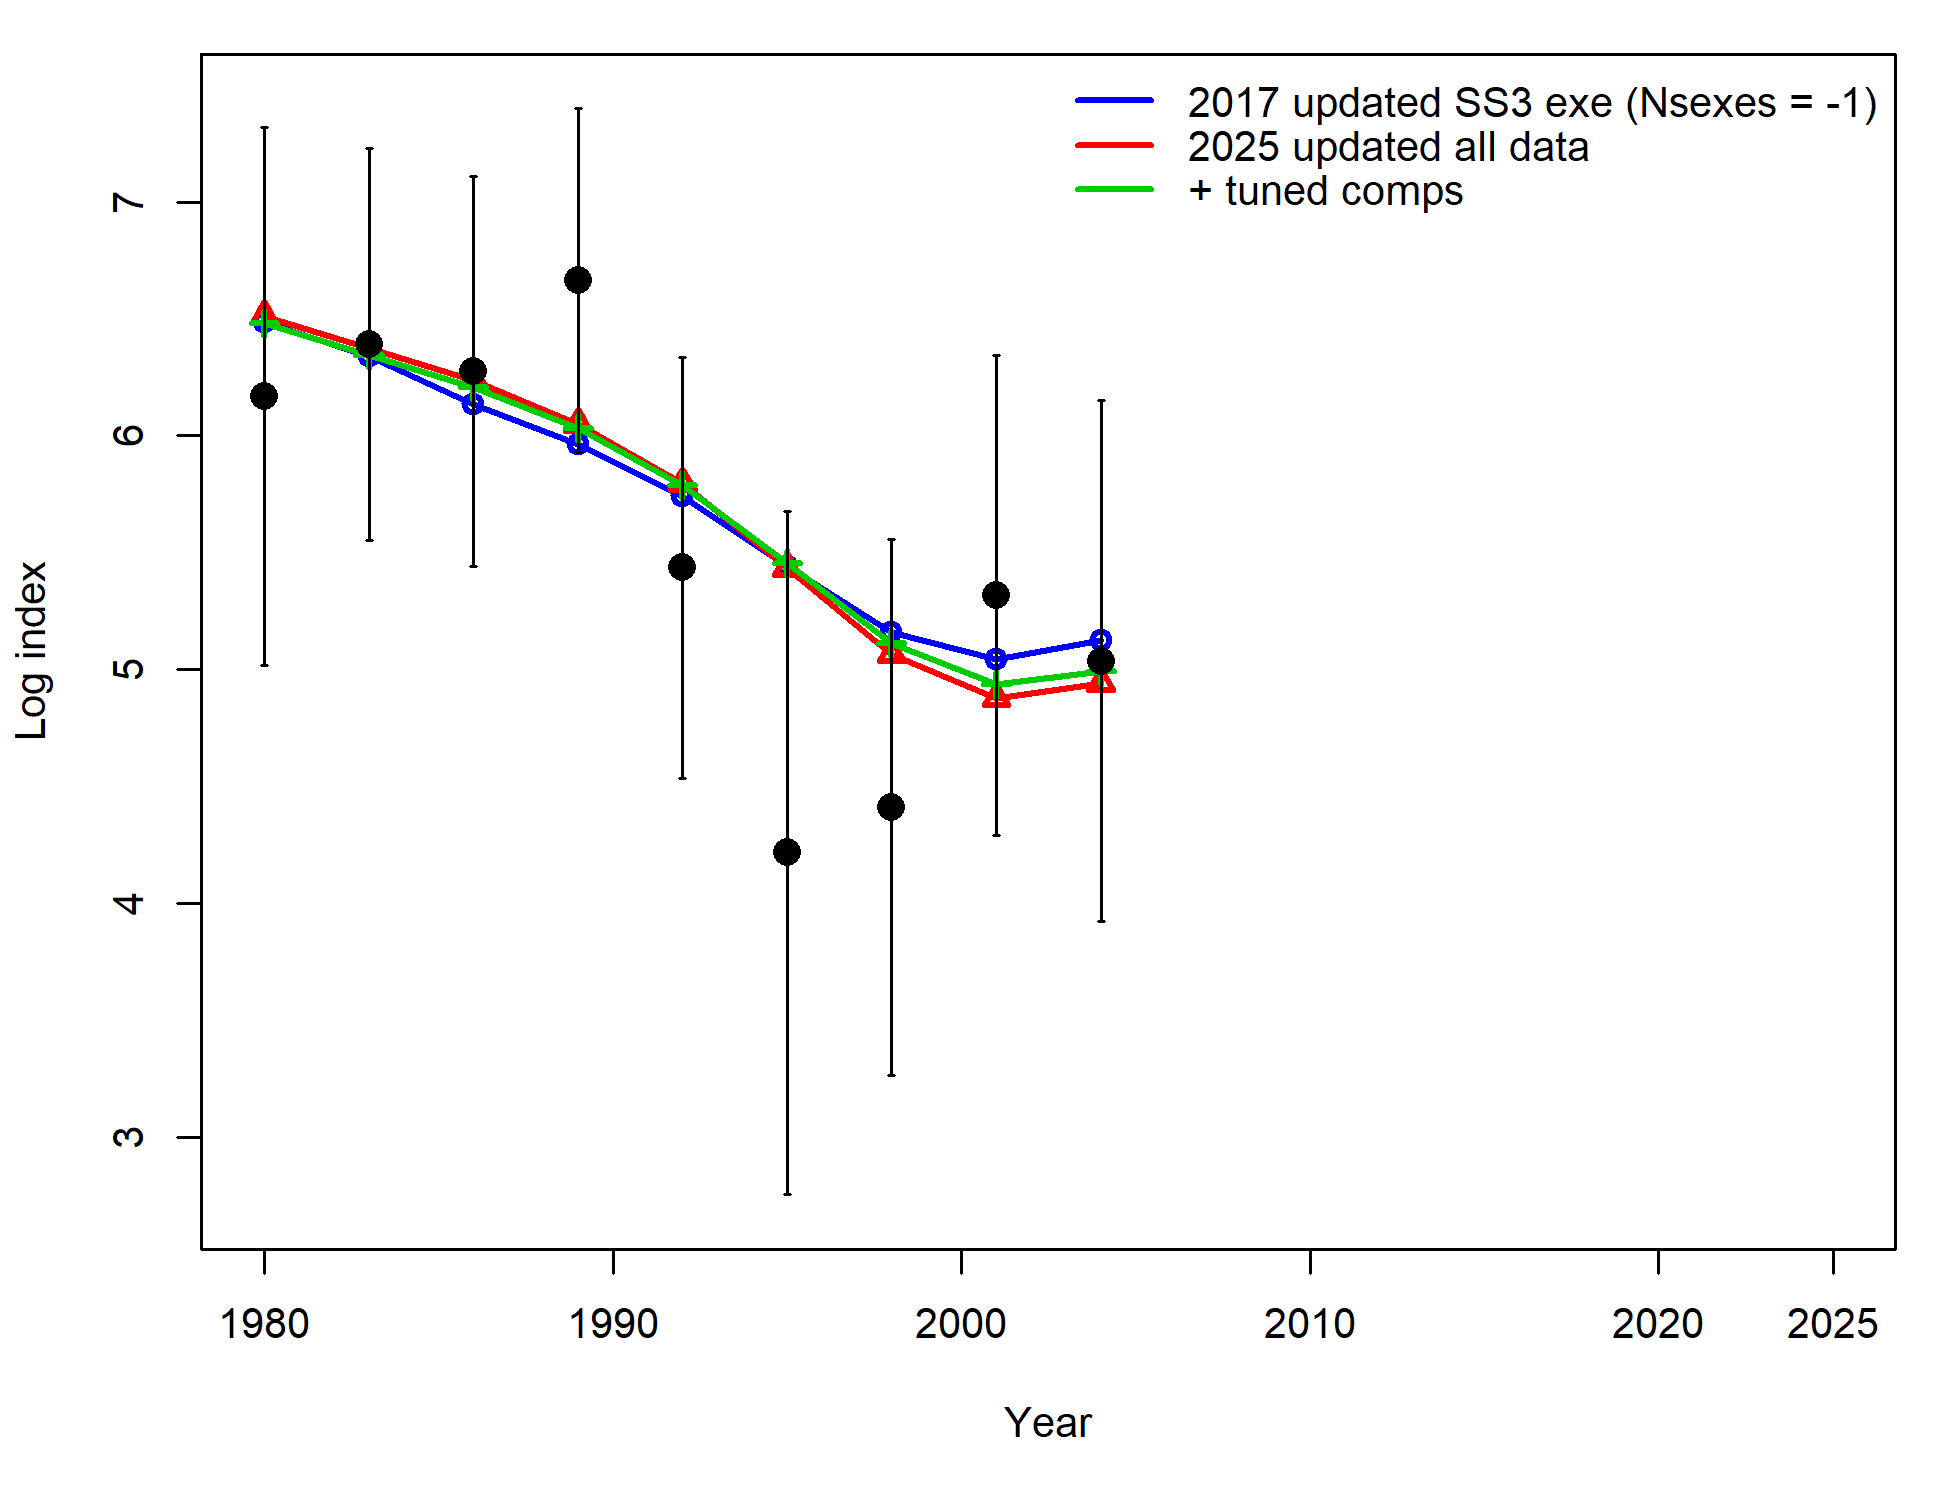 2017 updated SS3 exe (Nsexes = -1)
2025 updated all data
+ tuned comps
7
6
5
4
3
Log index
1980 1990 2000 2010 2020 2025
Year